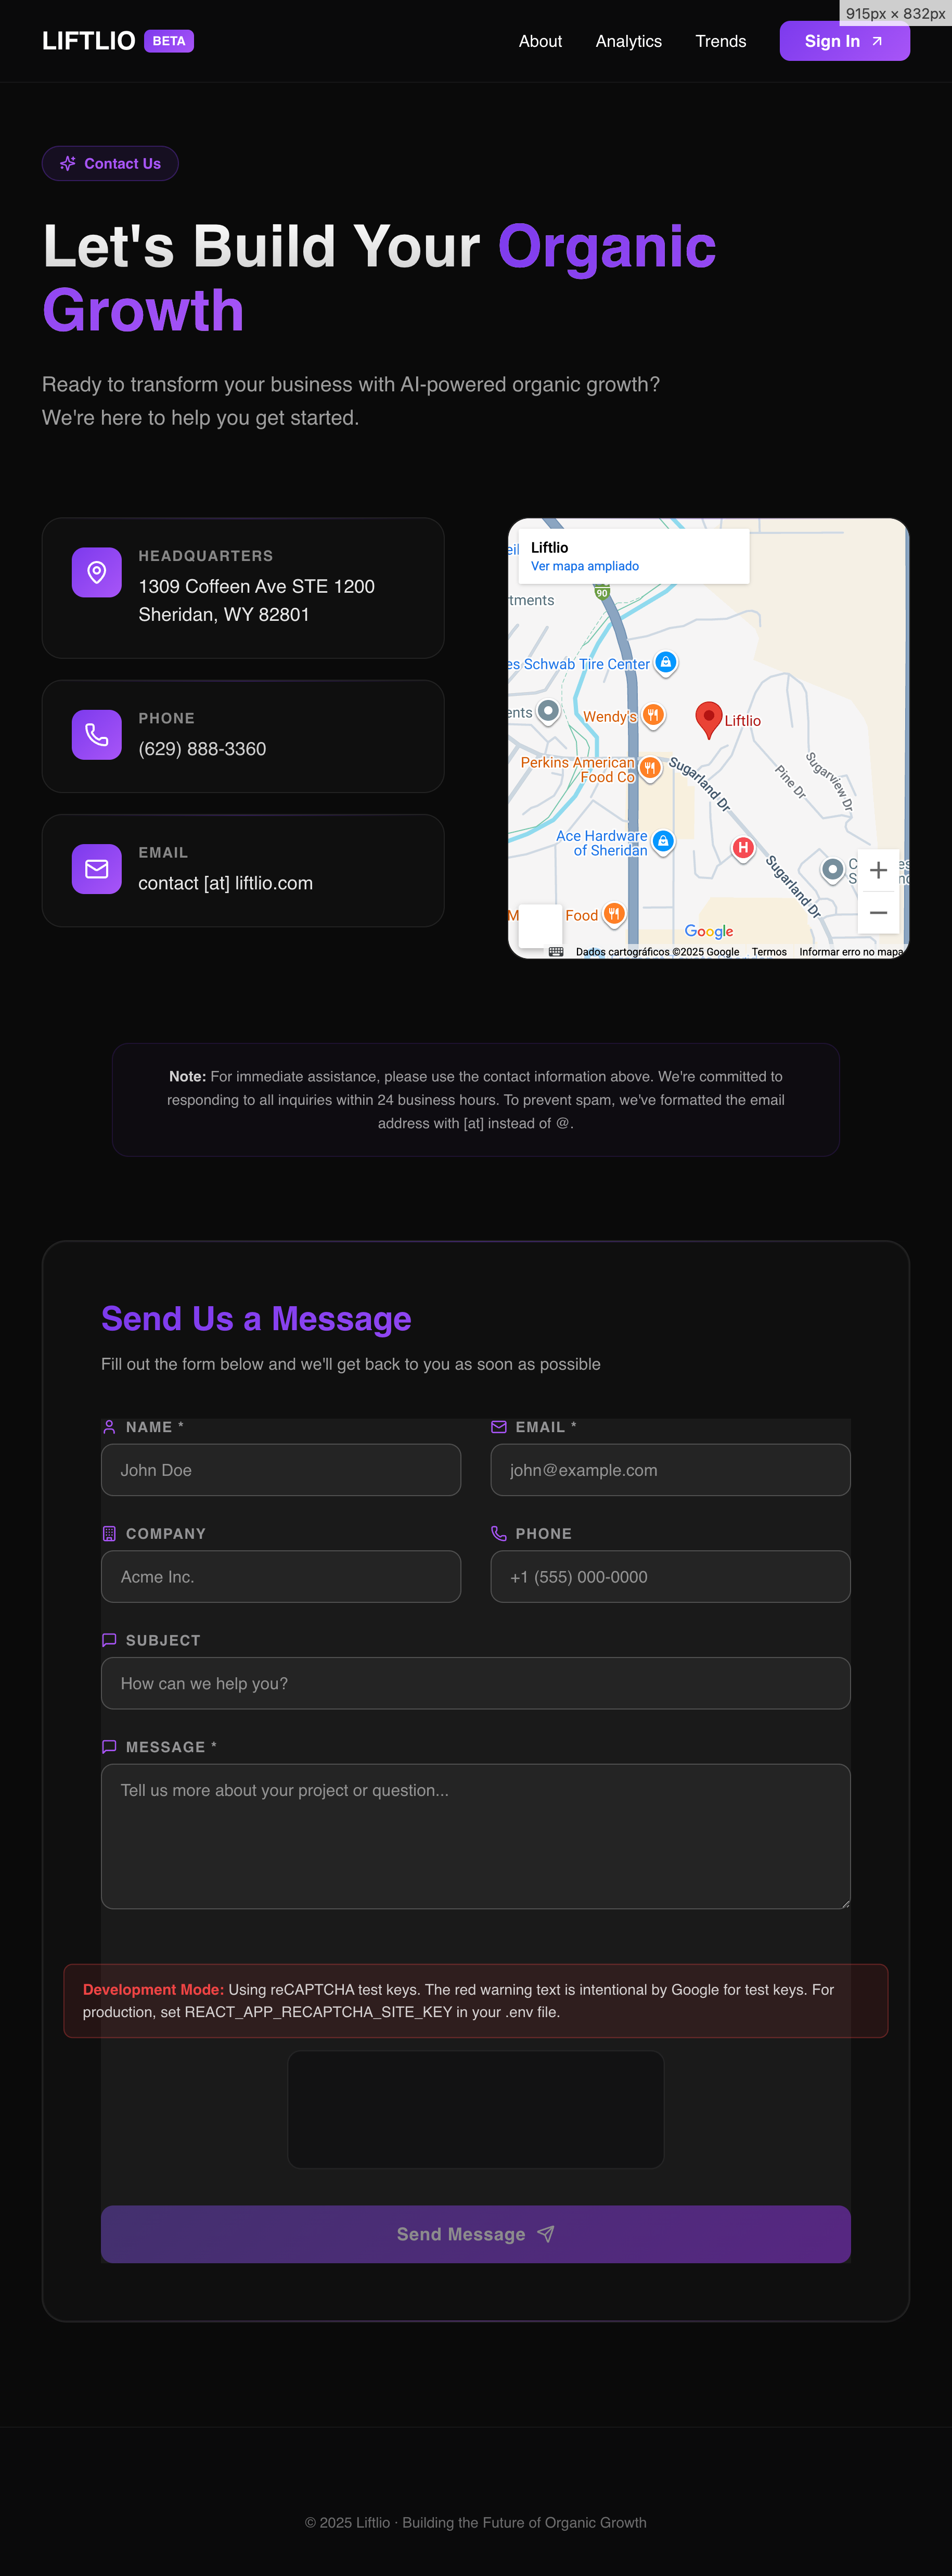 915px × 832px
LIFTLIO BETA About Analytics Trends Sign In
Contact Us
Let's Build Your Organic
Growth
Ready to transform your business with AI-powered organic growth?
We're here to help you get started.
HEADQUARTERS
1309 Coffeen Ave STE 1200
Sheridan, WY 82801
PHONE
(629) 888-3360
EMAIL
contact [at] liftlio.com
Liftlio
Ver mapa ampliado
90
tments
es Schwab Tire Center
ents
Wendy's
Liftlio
Perkins American
Food Co
Sugarland Dr
Pine Dr
Sugarview Dr
Ace Hardware
of Sheridan
H
Sugarland Dr
Food
Google
Dados cartográficos ©2025 Google Termos Informar erro no mapa
Note: For immediate assistance, please use the contact information above. We're committed to
responding to all inquiries within 24 business hours. To prevent spam, we've formatted the email
address with [at] instead of @.
Send Us a Message
Fill out the form below and we'll get back to you as soon as possible
NAME * EMAIL *
John Doe john@example.com
COMPANY PHONE
Acme Inc. +1 (555) 000-0000
SUBJECT
How can we help you?
MESSAGE *
Tell us more about your project or question...
Development Mode: Using reCAPTCHA test keys. The red warning text is intentional by Google for test keys. For
production, set REACT_APP_RECAPTCHA_SITE_KEY in your .env file.
Send Message
© 2025 Liftlio · Building the Future of Organic Growth